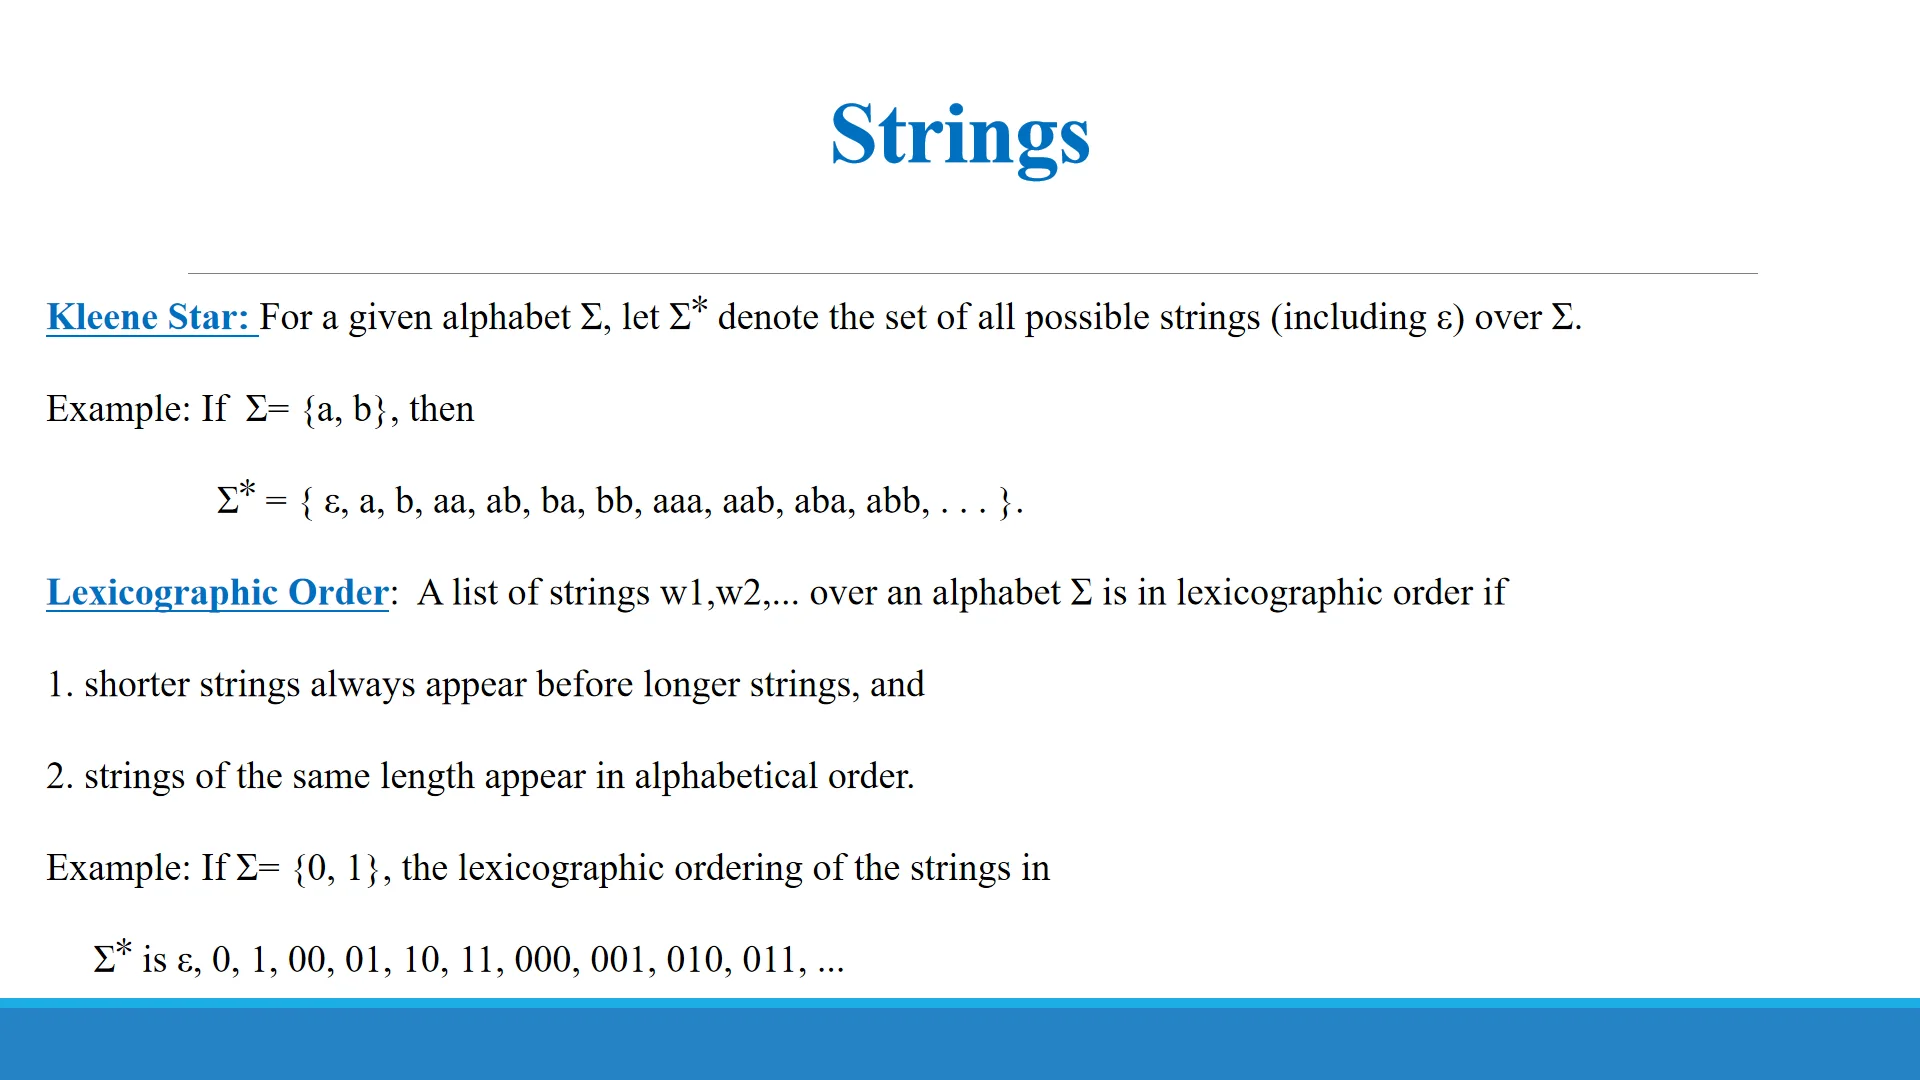 Strings
Kleene Star: For a given alphabet Σ, let Σ* denote the set of all possible strings (including ε) over Σ.
Example: If Σ= {a, b}, then
Σ* = { ε, a, b, aa, ab, ba, bb, aaa, aab, aba, abb, . . . }.
Lexicographic Order: A list of strings w1,w2,... over an alphabet Σ is in lexicographic order if
1. shorter strings always appear before longer strings, and
2. strings of the same length appear in alphabetical order.
Example: If Σ= {0, 1}, the lexicographic ordering of the strings in
Σ* is ε, 0, 1, 00, 01, 10, 11, 000, 001, 010, 011, ...